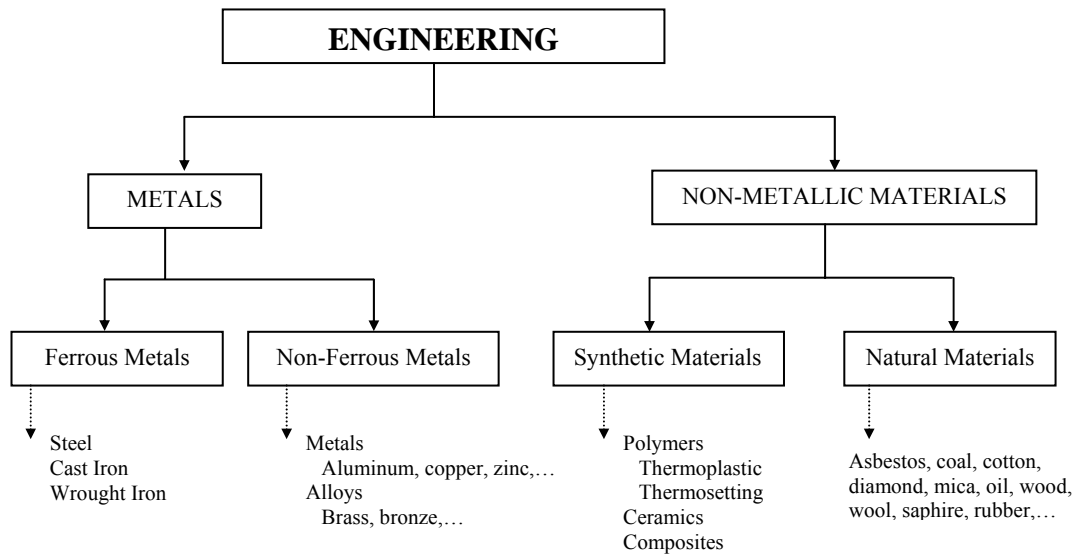 ENGINEERING
METALS
NON-METALLIC MATERIALS
Ferrous Metals
Non-Ferrous Metals
Synthetic Materials
Natural Materials
Steel
Cast Iron
Wrought Iron
Metals
Aluminum, copper, zinc,…
Alloys
Brass, bronze,…
Polymers
Thermoplastic
Thermosetting
Ceramics
Composites
Asbestos, coal, cotton,
diamond, mica, oil, wood,
wool, saphire, rubber,…